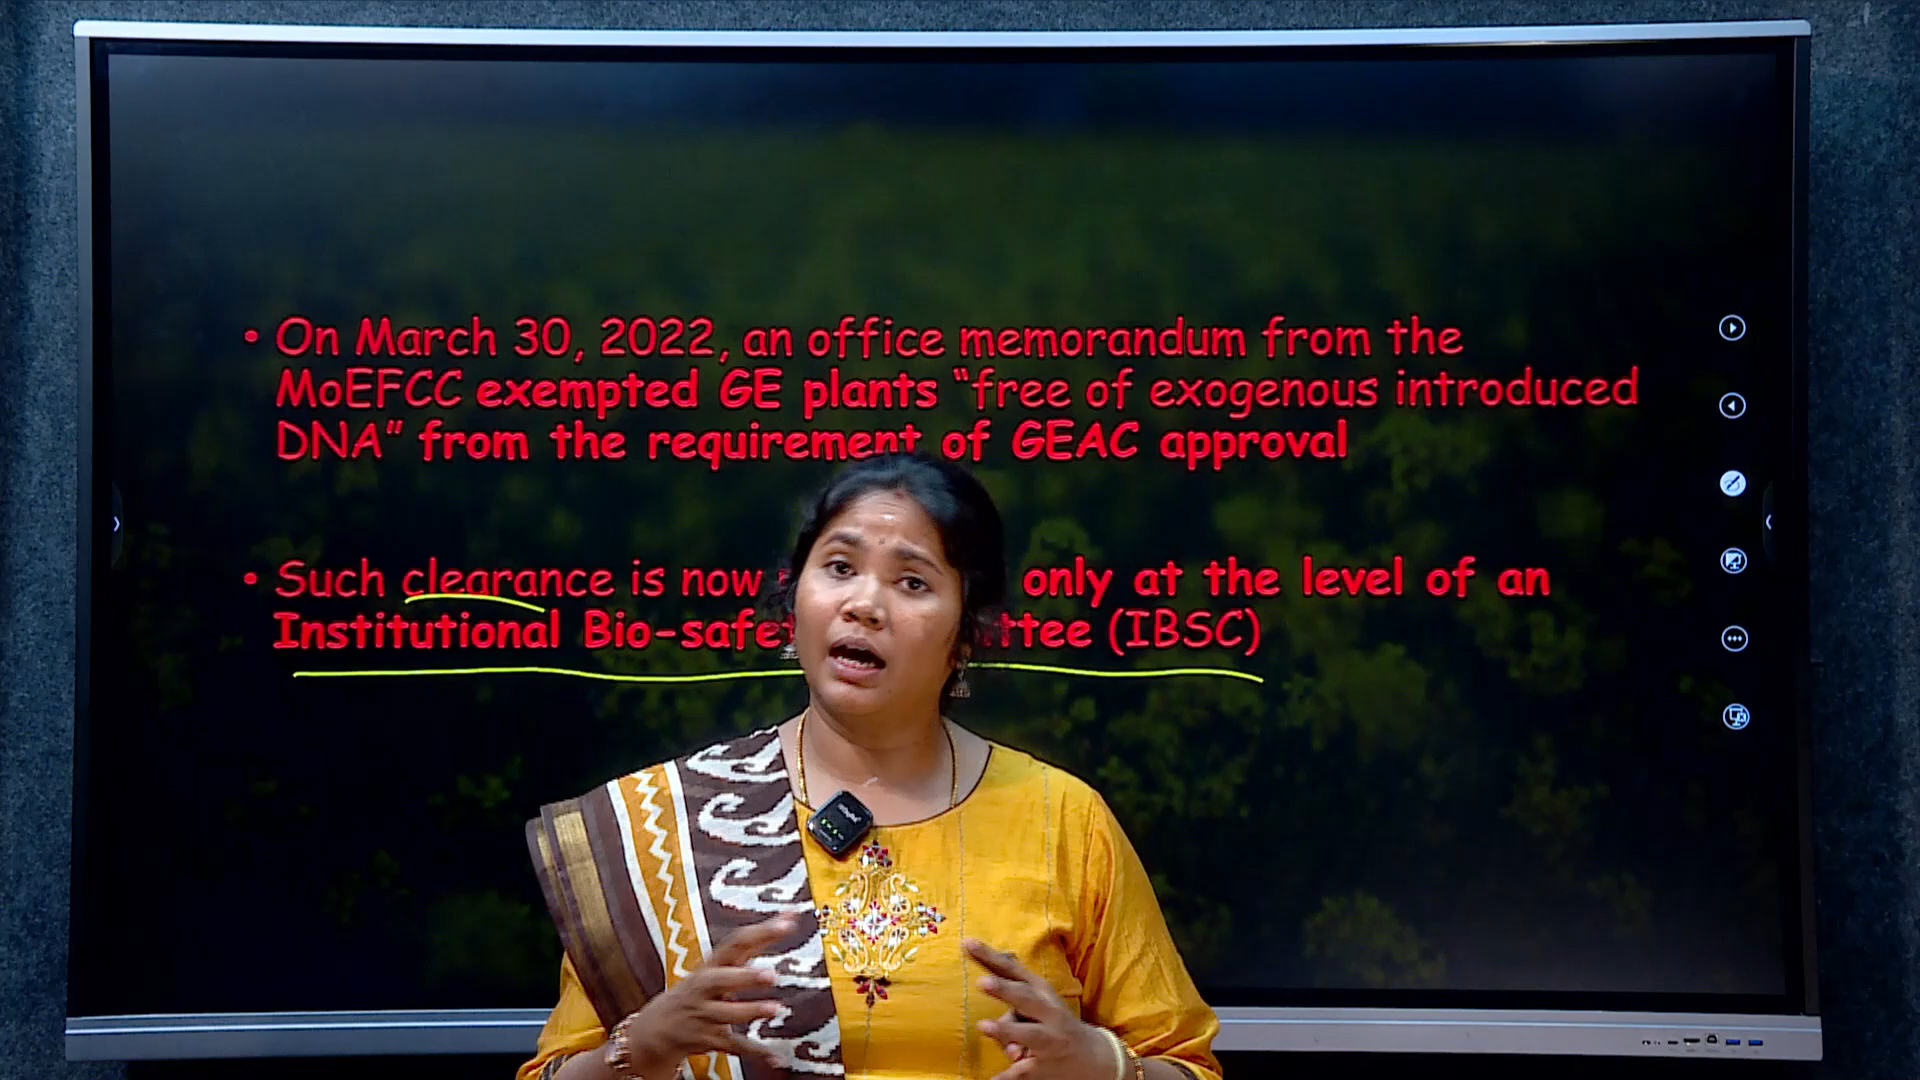 • On March 30, 2022, an office memorandum from the
MoEFCC exempted GE plants “free of exogenous introduced
DNA” from the requirement of GEAC approval
• Such clearance is now only at the level of an
Institutional Bio-safe ttee (IBSC)